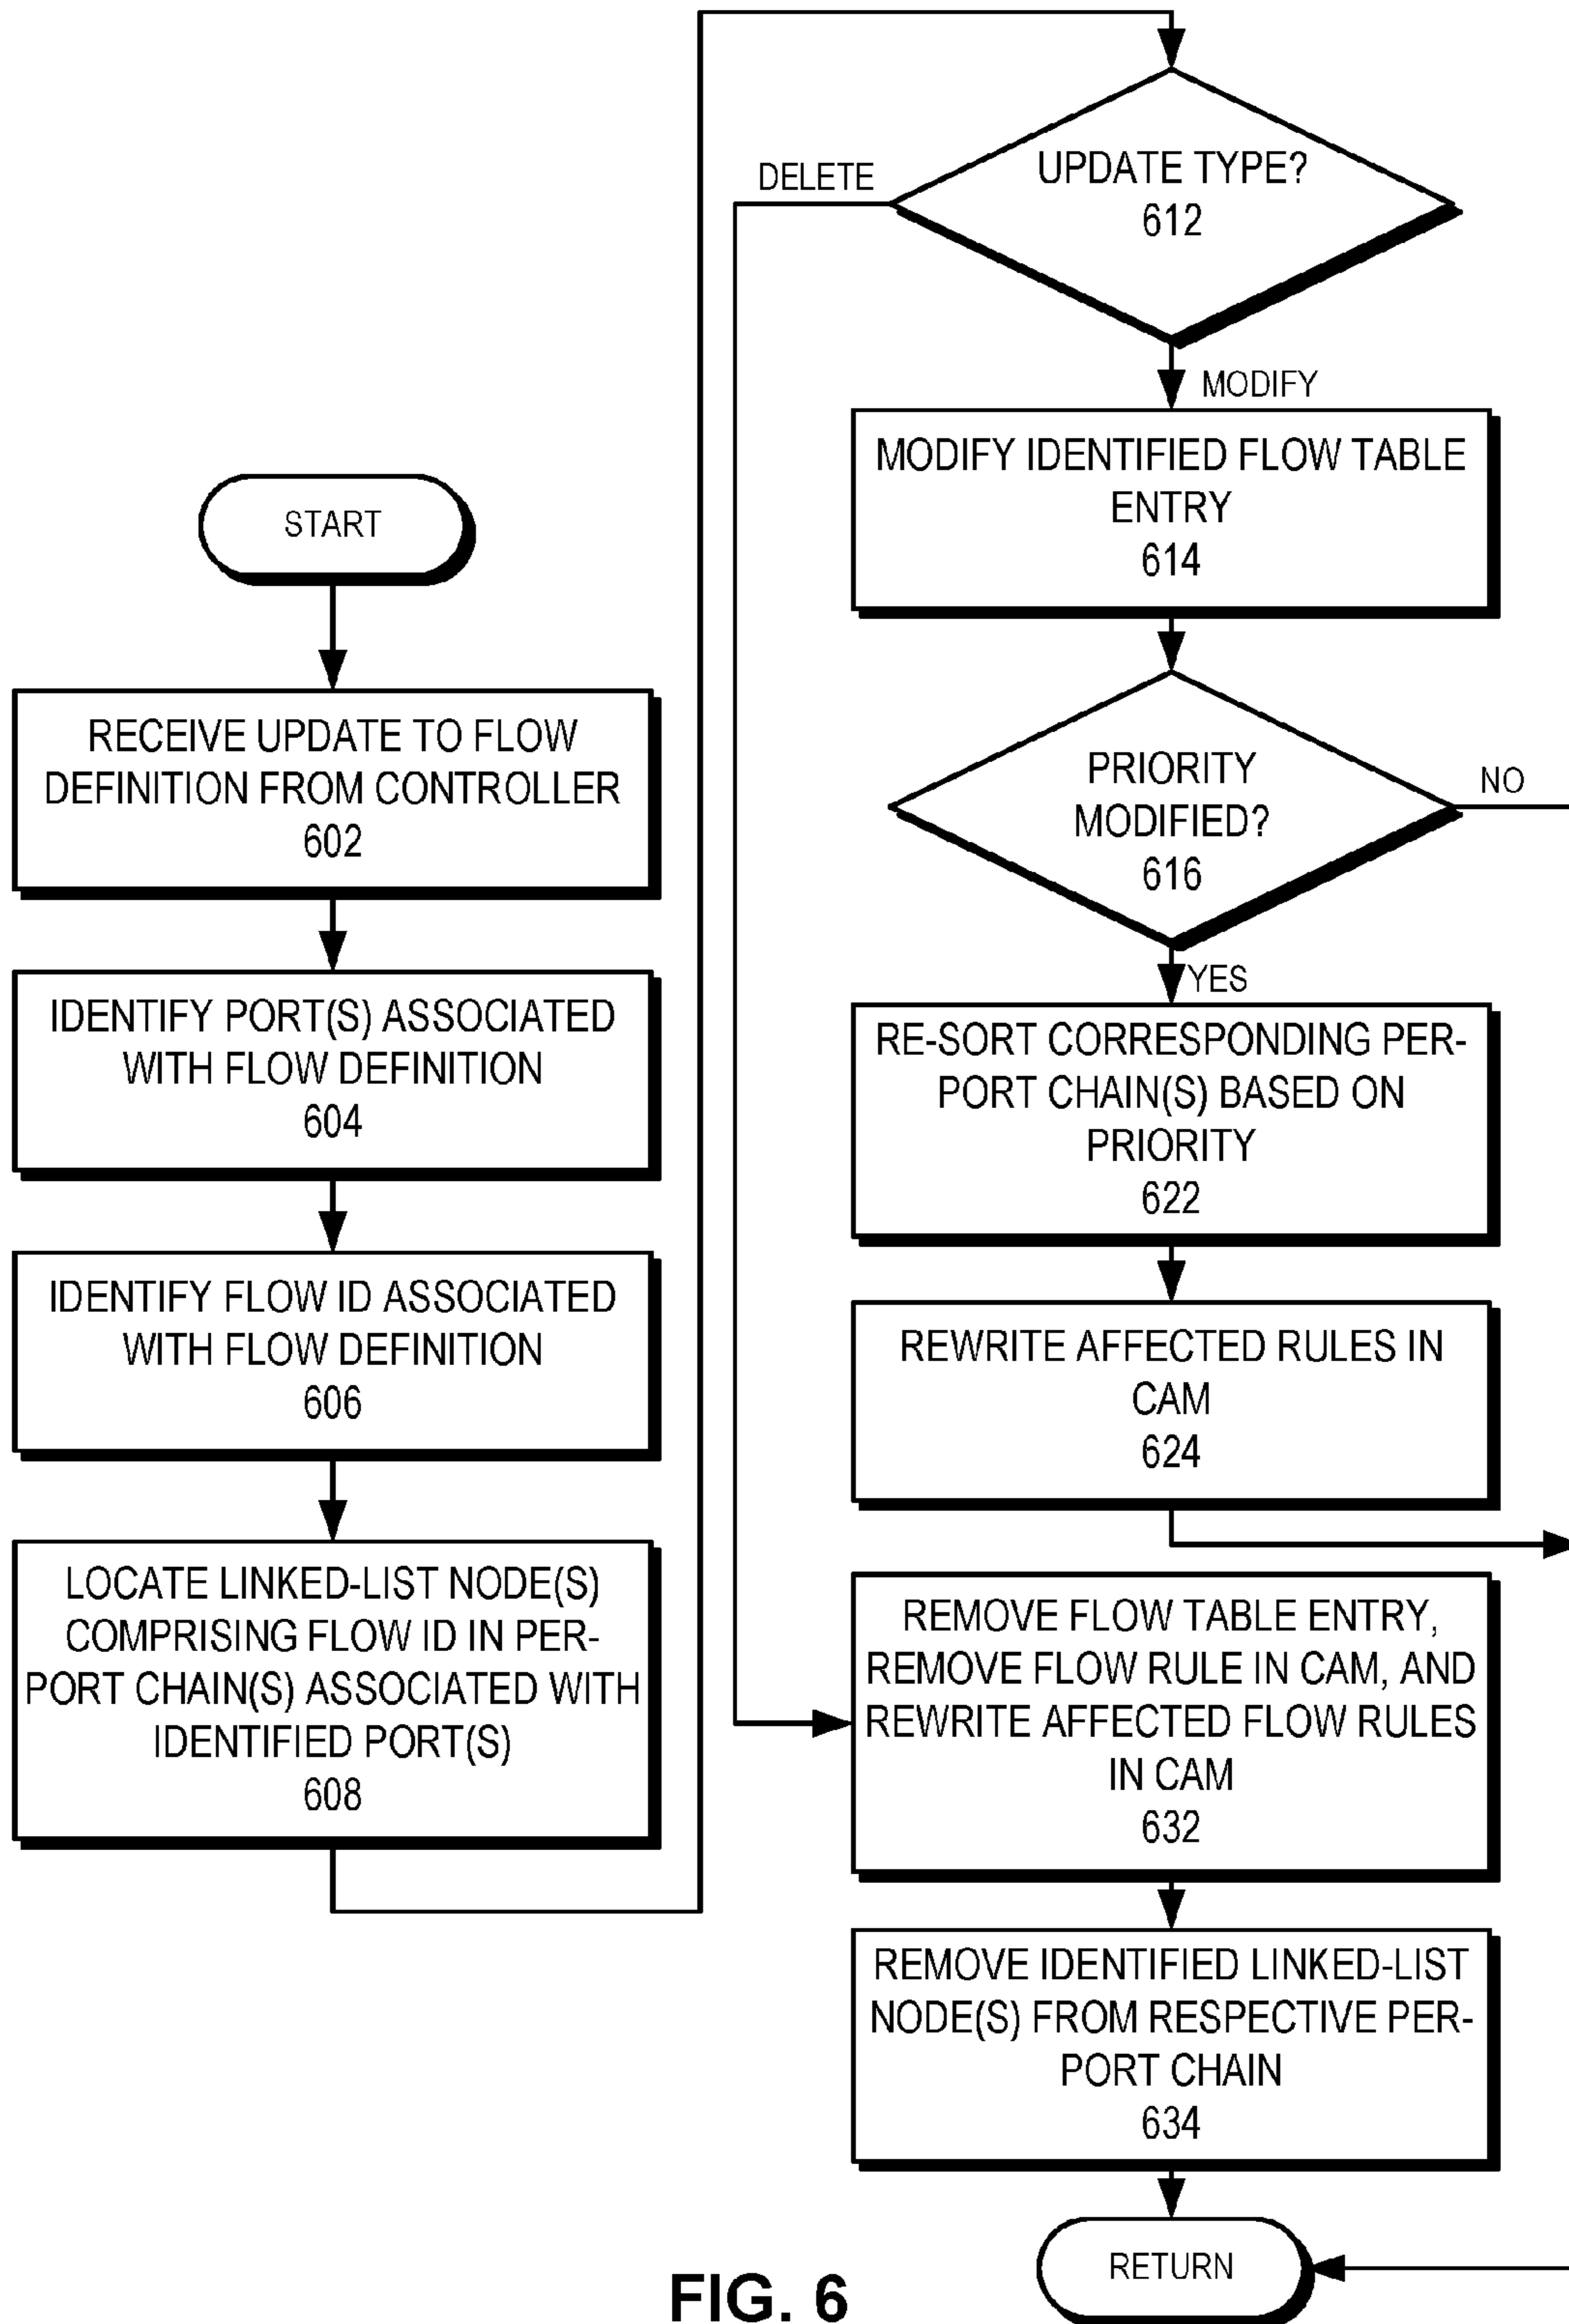 START
RECEIVE UPDATE TO FLOW
DEFINITION FROM CONTROLLER
602
IDENTIFY PORT(S) ASSOCIATED
WITH FLOW DEFINITION
604
IDENTIFY FLOW ID ASSOCIATED
WITH FLOW DEFINITION
606
LOCATE LINKED-LIST NODE(S)
COMPRISING FLOW ID IN PER-
PORT CHAIN(S) ASSOCIATED WITH
IDENTIFIED PORT(S)
608
UPDATE TYPE?
612
DELETE
MODIFY
MODIFY IDENTIFIED FLOW TABLE
ENTRY
614
PRIORITY
MODIFIED?
616
NO
YES
RE-SORT CORRESPONDING PER-
PORT CHAIN(S) BASED ON
PRIORITY
622
REWRITE AFFECTED RULES IN
CAM
624
REMOVE FLOW TABLE ENTRY,
REMOVE FLOW RULE IN CAM, AND
REWRITE AFFECTED FLOW RULES
IN CAM
632
REMOVE IDENTIFIED LINKED-LIST
NODE(S) FROM RESPECTIVE PER-
PORT CHAIN
634
RETURN
FIG. 6